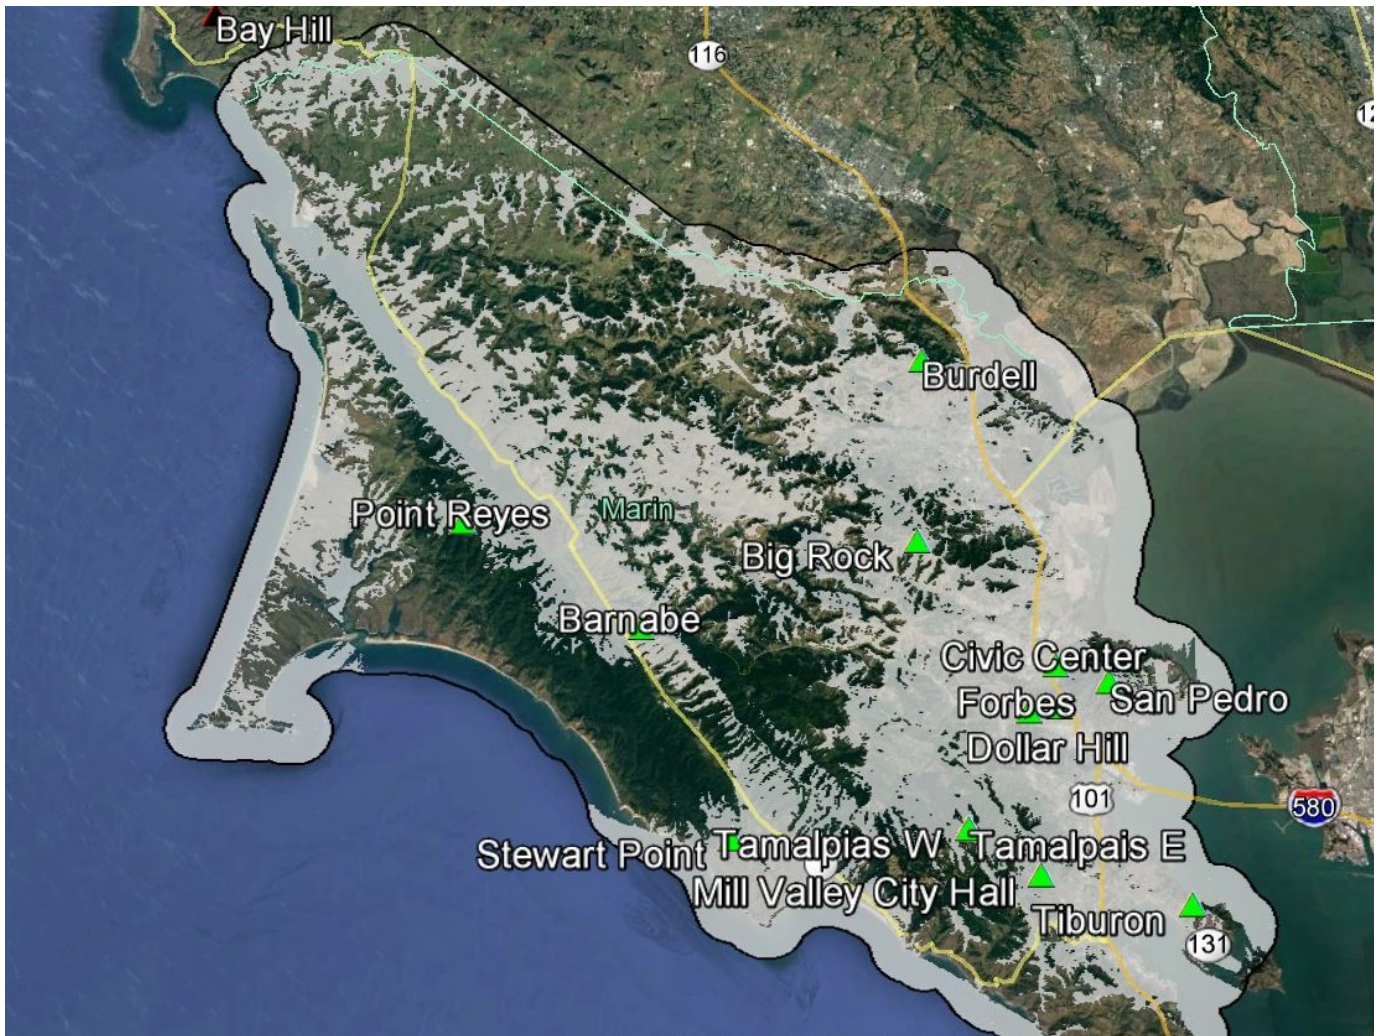 Bay Hill
116
12
Burdell
Point Reyes
Marin
Big Rock
Barnabe
Civic Center
Forbes
San Pedro
Dollar Hill
101
580
Stewart Point
Tamalpias W
Tamalpais E
Mill Valley City Hall
Tiburon
131